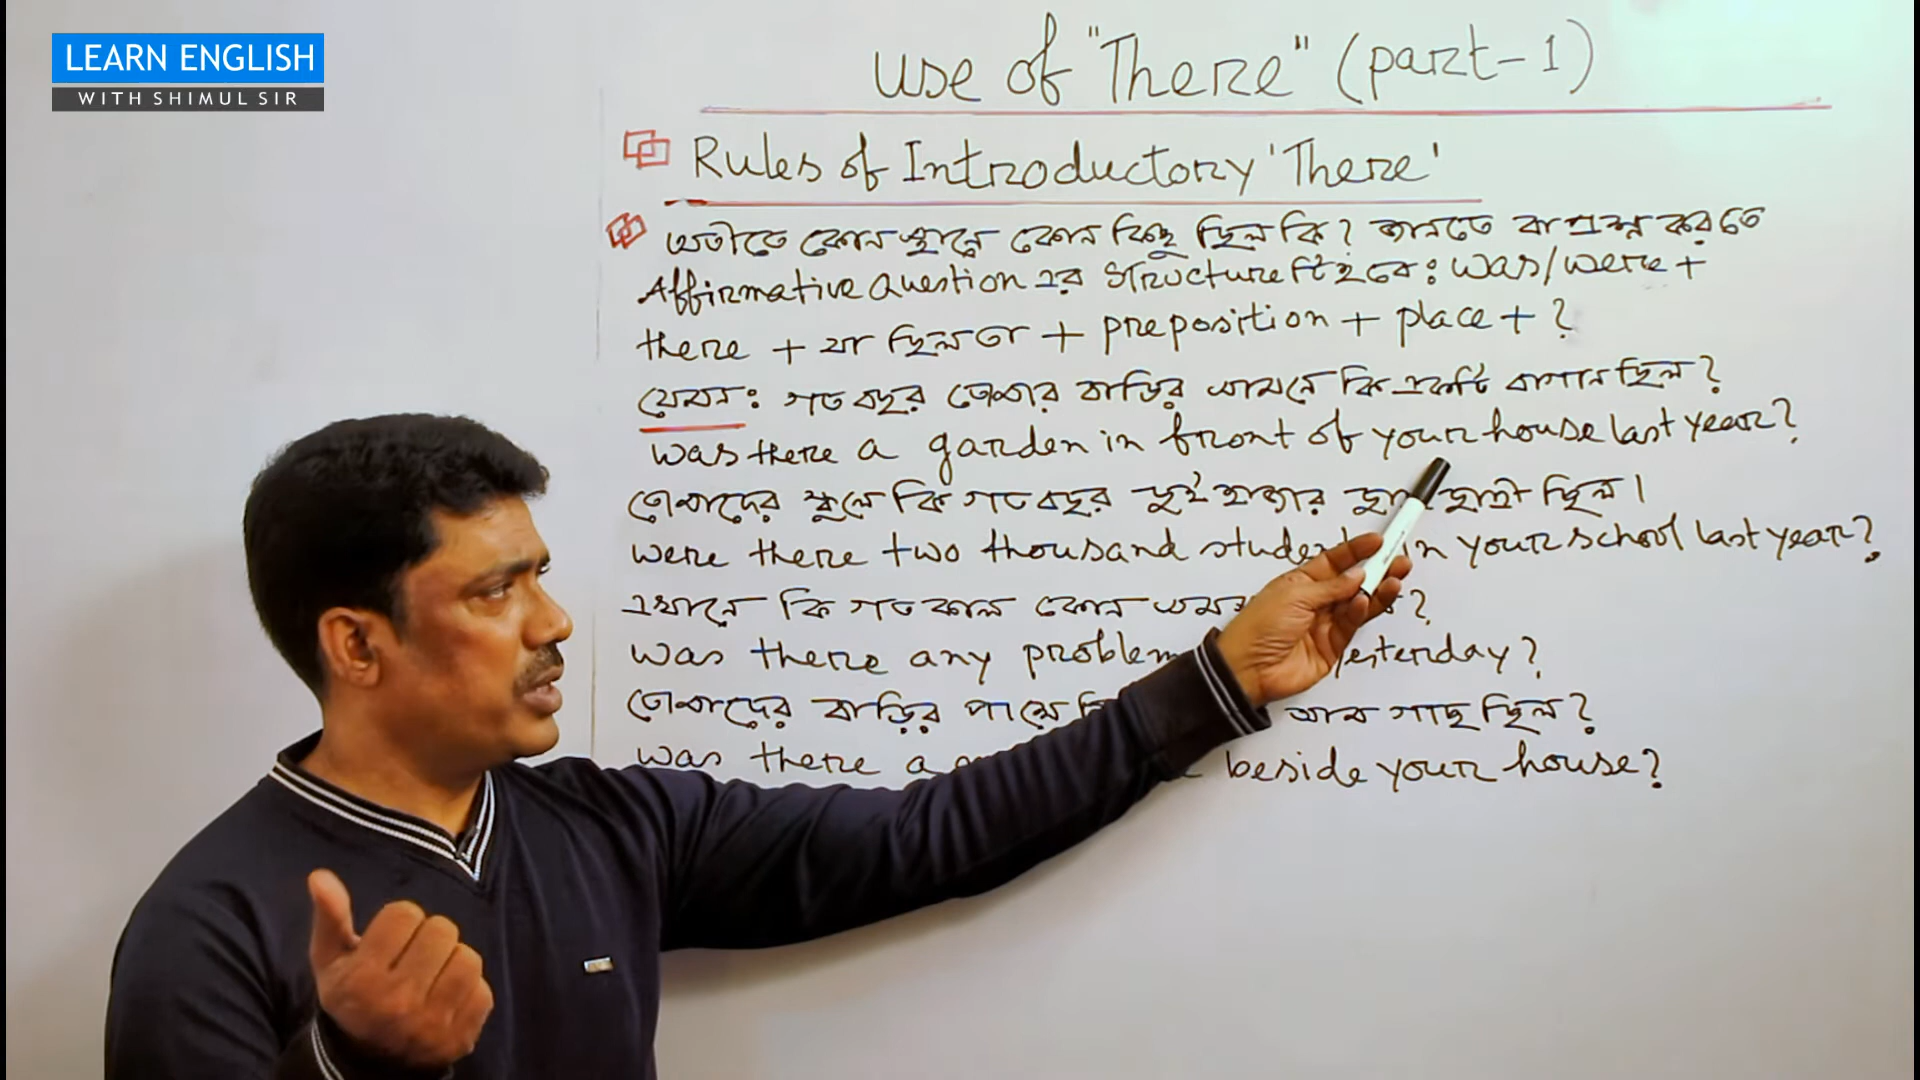 LEARN ENGLISH
WITH SHIMUL SIR
Use of "There" (part-1)
Rules of Introductory 'There'
অতীতে কোন স্থানে কোন কিছু ছিল কি? জানতে বা প্রশ্ন করতে
Affirmative Question এর Structure টি হবে: was/were +
there + যা ছিল তা + preposition + place + ?
যেমন: গত বছর তোমার বাড়ির সামনে কি একটি বাগান ছিল?
was there a garden in front of your house last year?
তোমাদের স্কুলে কি গত বছর দুই হাজার ছাত্রী ছিল।
were there two thousand in your school last year?
এখানে কি গতকাল কোন ?
was there any problem yesterday?
তোমাদের বাড়ির পাশে আম গাছ ছিল?
was there a beside your house?